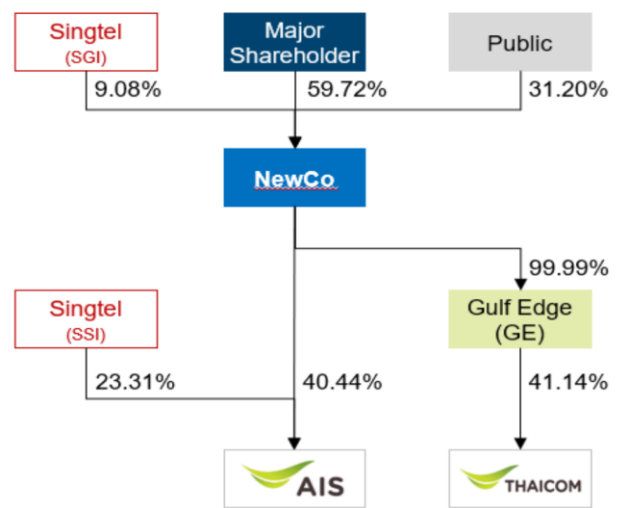 Singtel
(SGI)
Major
Shareholder
Public
9.08%
59.72%
31.20%
NewCo
99.99%
Singtel
(SSI)
Gulf Edge
(GE)
23.31%
40.44%
41.14%
AIS
THAICOM